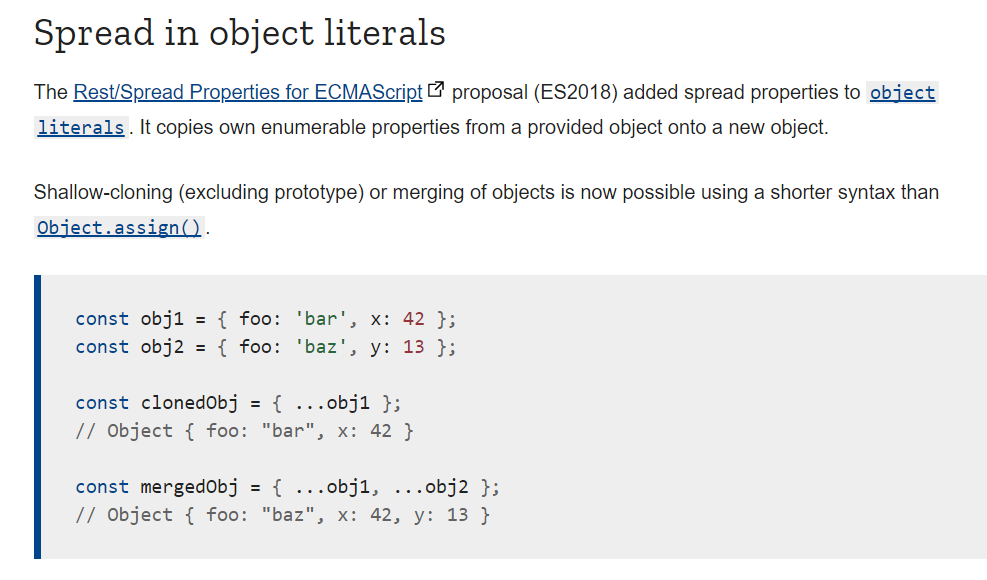 Spread in object literals
The Rest/Spread Properties for ECMAScript proposal (ES2018) added spread properties to object
literals. It copies own enumerable properties from a provided object onto a new object.
Shallow-cloning (excluding prototype) or merging of objects is now possible using a shorter syntax than
Object.assign().
const obj1 = { foo: 'bar', x: 42 };
const obj2 = { foo: 'baz', y: 13 };
const clonedObj = { ...obj1 };
// Object { foo: "bar", x: 42 }
const mergedObj = { ...obj1, ...obj2 };
// Object { foo: "baz", x: 42, y: 13 }